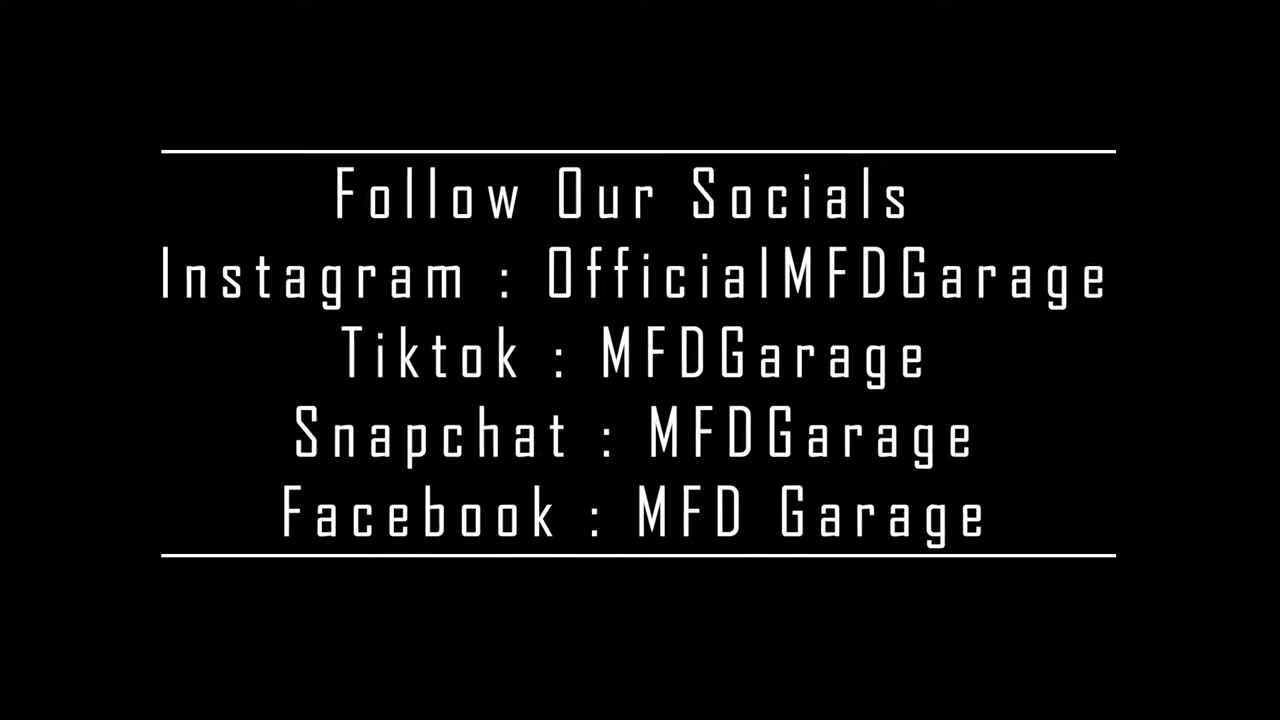 Follow Our Socials
Instagram : OfficialMFDGarage
Tiktok : MFDGarage
Snapchat : MFDGarage
Facebook : MFD Garage